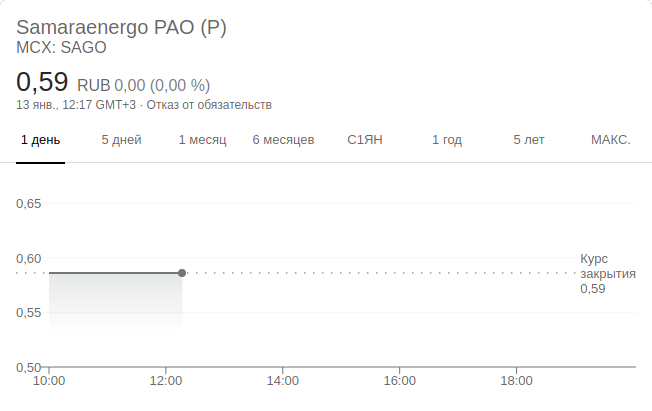 Samaraenergo PAO (P)
MCX: SAGO
0,59 RUB 0,00 (0,00 %)
13 янв., 12:17 GMT+3 · Отказ от обязательств
1 день 5 дней 1 месяц 6 месяцев С1ЯН 1 год 5 лет МАКС.
0,65
0,60
Курс
закрытия
0,59
0,55
0,50
10:00 12:00 14:00 16:00 18:00